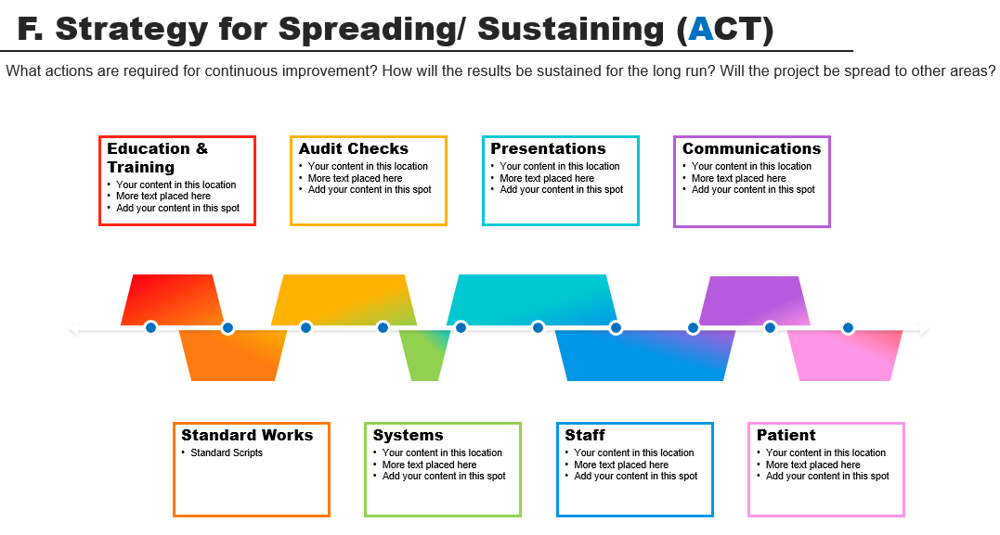 F. Strategy for Spreading/ Sustaining (ACT)
What actions are required for continuous improvement? How will the results be sustained for the long run? Will the project be spread to other areas?
Education &
Training
• Your content in this location
• More text placed here
• Add your content in this spot
Audit Checks
• Your content in this location
• More text placed here
• Add your content in this spot
Presentations
• Your content in this location
• More text placed here
• Add your content in this spot
Communications
• Your content in this location
• More text placed here
• Add your content in this spot
Standard Works
• Standard Scripts
Systems
• Your content in this location
• More text placed here
• Add your content in this spot
Staff
• Your content in this location
• More text placed here
• Add your content in this spot
Patient
• Your content in this location
• More text placed here
• Add your content in this spot